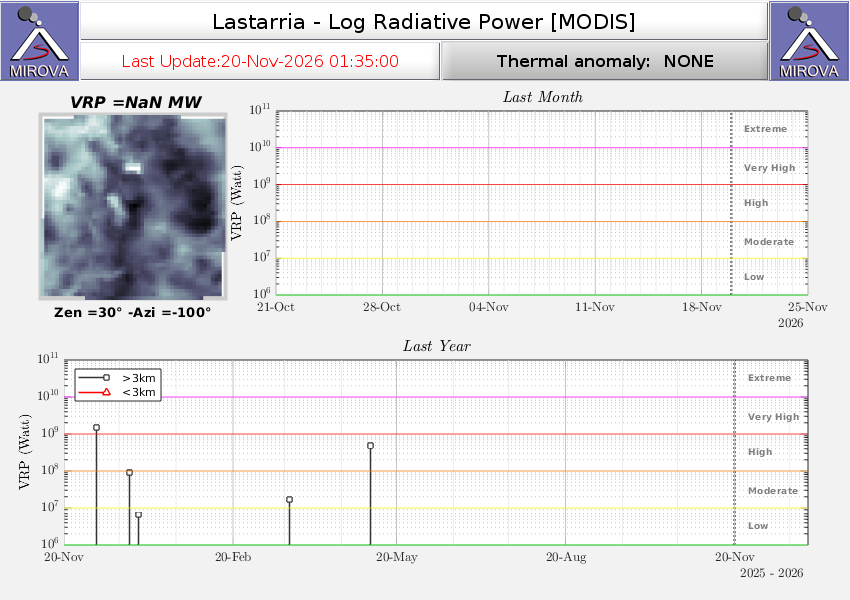 Lastarria - Log Radiative Power [MODIS]
MIROVA
Last Update:20-Nov-2026 01:35:00
Thermal anomaly: NONE
MIROVA
VRP =NaN MW
Zen =30° -Azi =-100°
Last Month
VRP (Watt)
10^11
10^10
10^9
10^8
10^7
10^6
Extreme
Very High
High
Moderate
Low
21-Oct 28-Oct 04-Nov 11-Nov 18-Nov 25-Nov
2026
Last Year
VRP (Watt)
10^11
10^10
10^9
10^8
10^7
10^6
>3km
<3km
Extreme
Very High
High
Moderate
Low
20-Nov 20-Feb 20-May 20-Aug 20-Nov
2025 - 2026